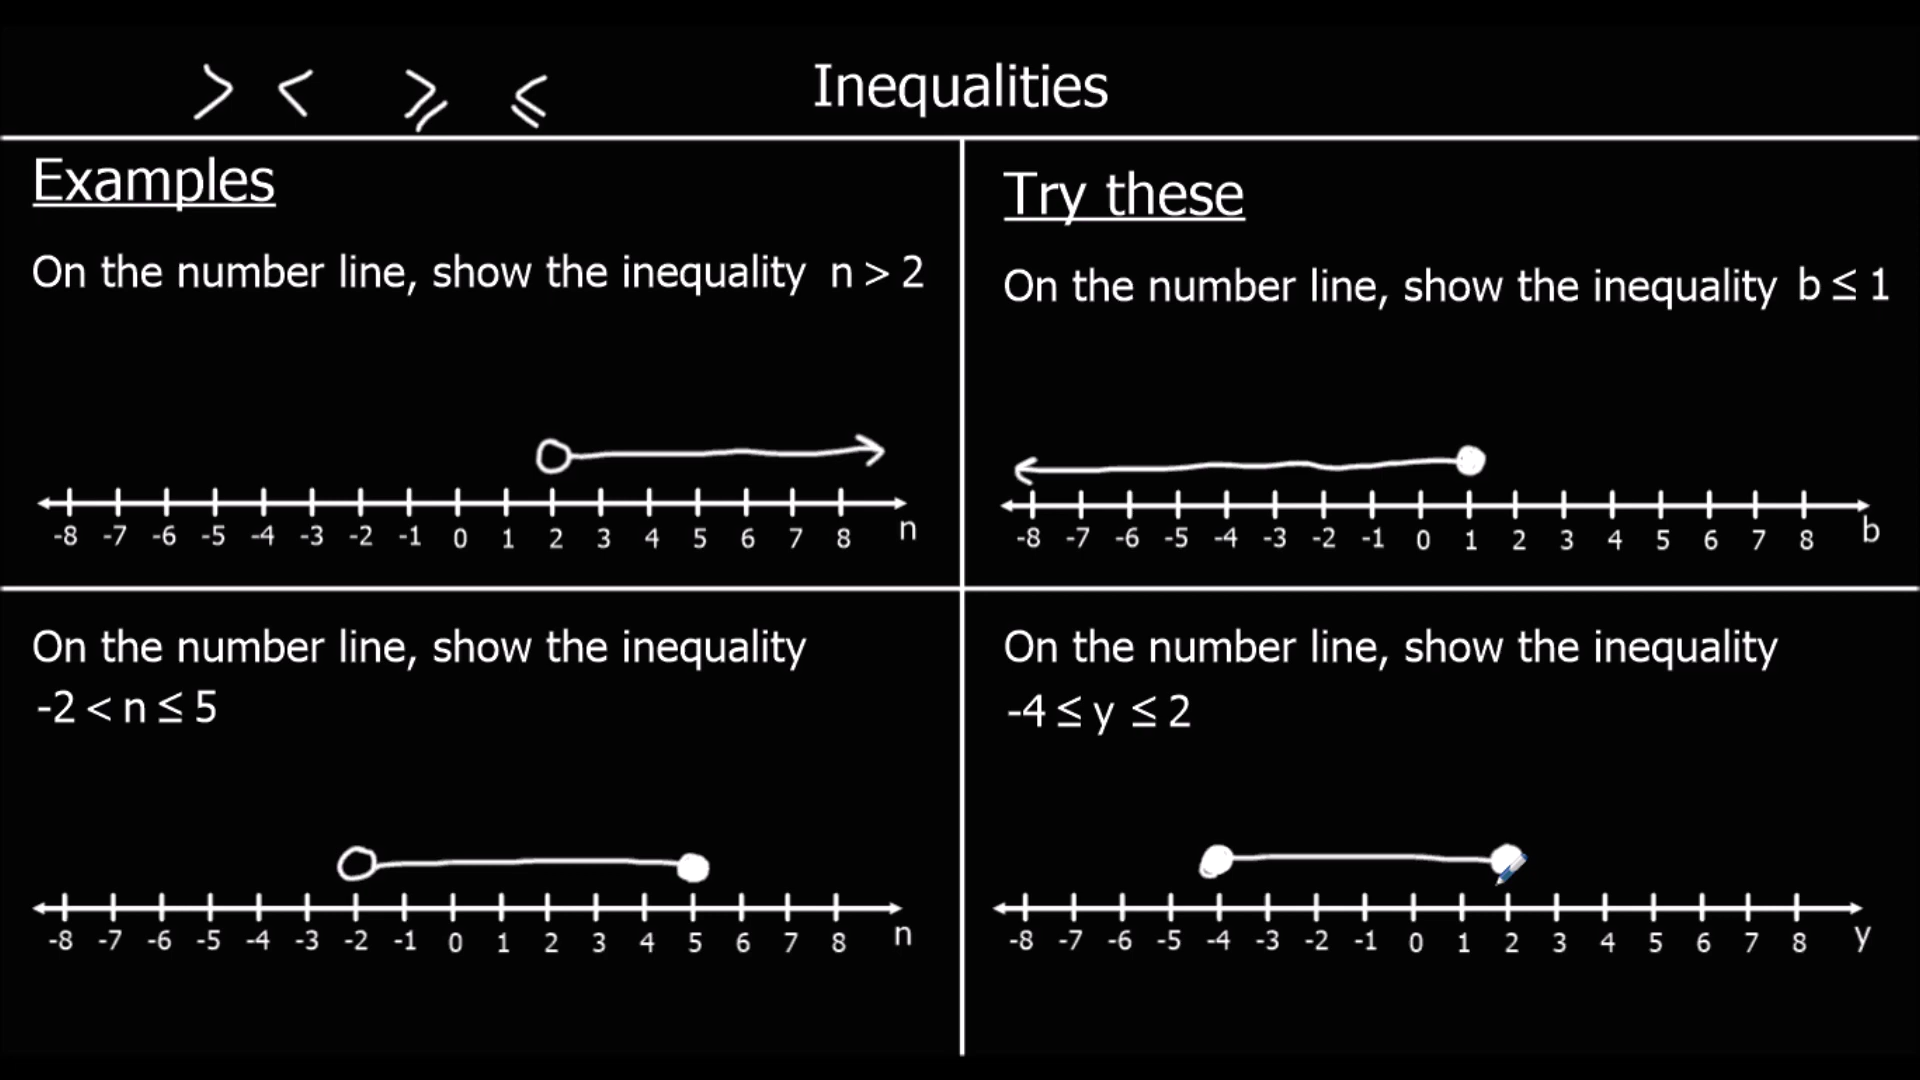 > < ≥ ≤
Inequalities
Examples
On the number line, show the inequality n > 2
-8 -7 -6 -5 -4 -3 -2 -1 0 1 2 3 4 5 6 7 8 n
Try these
On the number line, show the inequality b ≤ 1
-8 -7 -6 -5 -4 -3 -2 -1 0 1 2 3 4 5 6 7 8 b
On the number line, show the inequality
-2 < n ≤ 5
-8 -7 -6 -5 -4 -3 -2 -1 0 1 2 3 4 5 6 7 8 n
On the number line, show the inequality
-4 ≤ y ≤ 2
-8 -7 -6 -5 -4 -3 -2 -1 0 1 2 3 4 5 6 7 8 y